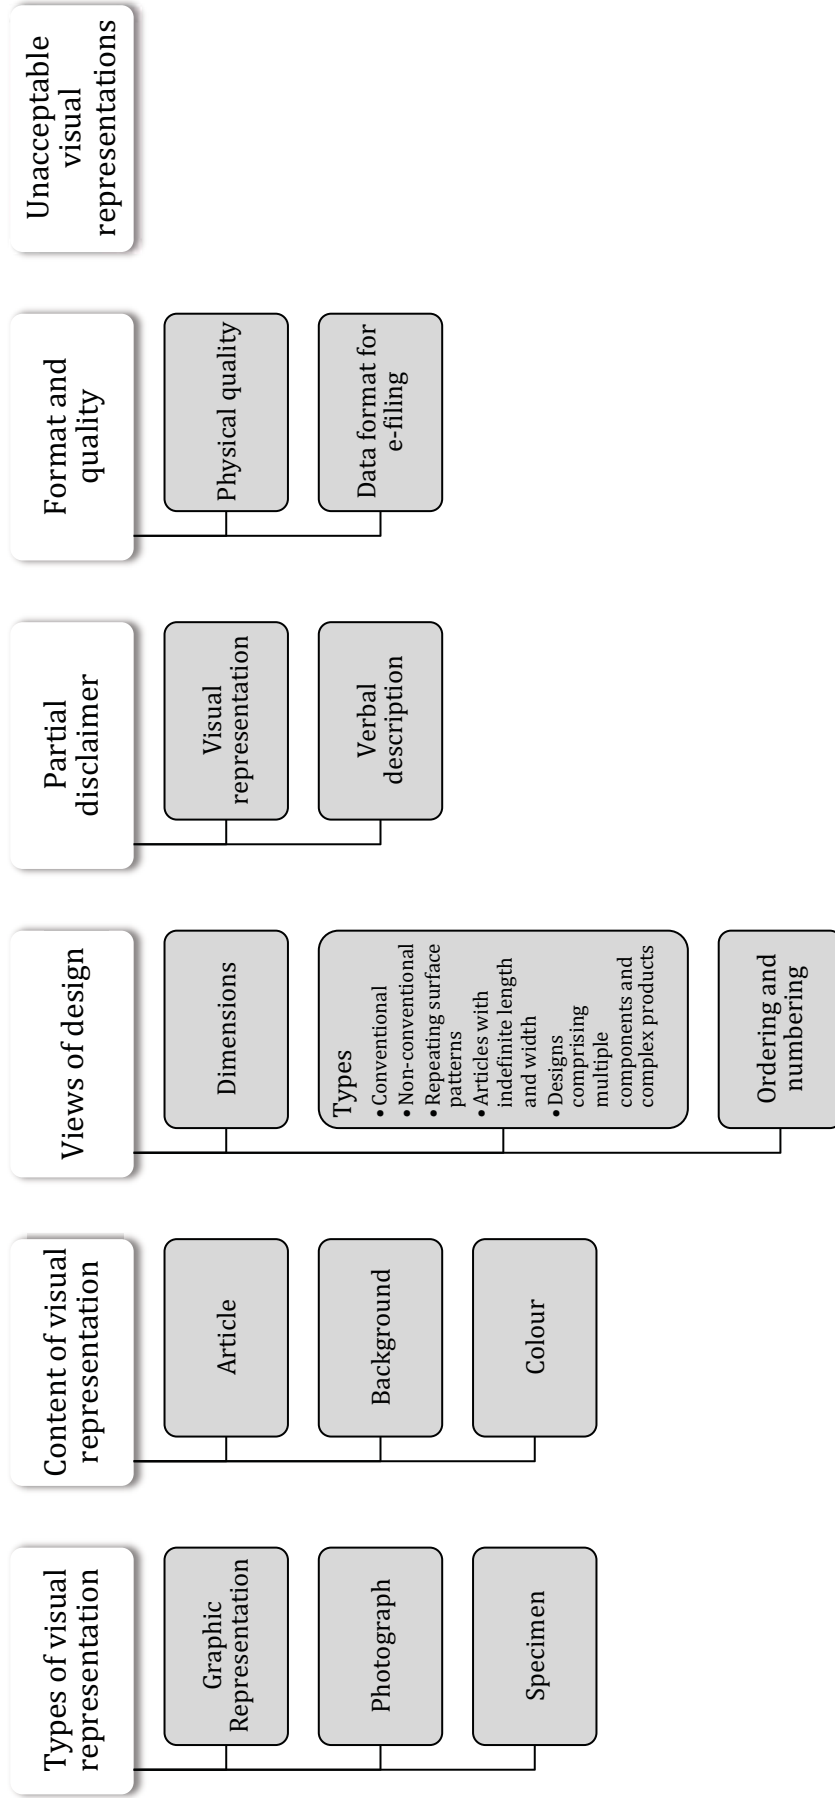 Types of visual
representation
Graphic
Representation
Photograph
Specimen
Content of visual
representation
Article
Background
Colour
Views of design
Dimensions
Types
• Conventional
• Non-conventional
• Repeating surface
patterns
• Articles with
indefinite length
and width
• Designs
comprising
multiple
components and
complex products
Ordering and
numbering
Partial
disclaimer
Visual
representation
Verbal
description
Format and
quality
Physical quality
Data format for
e-filing
Unacceptable
visual
representations